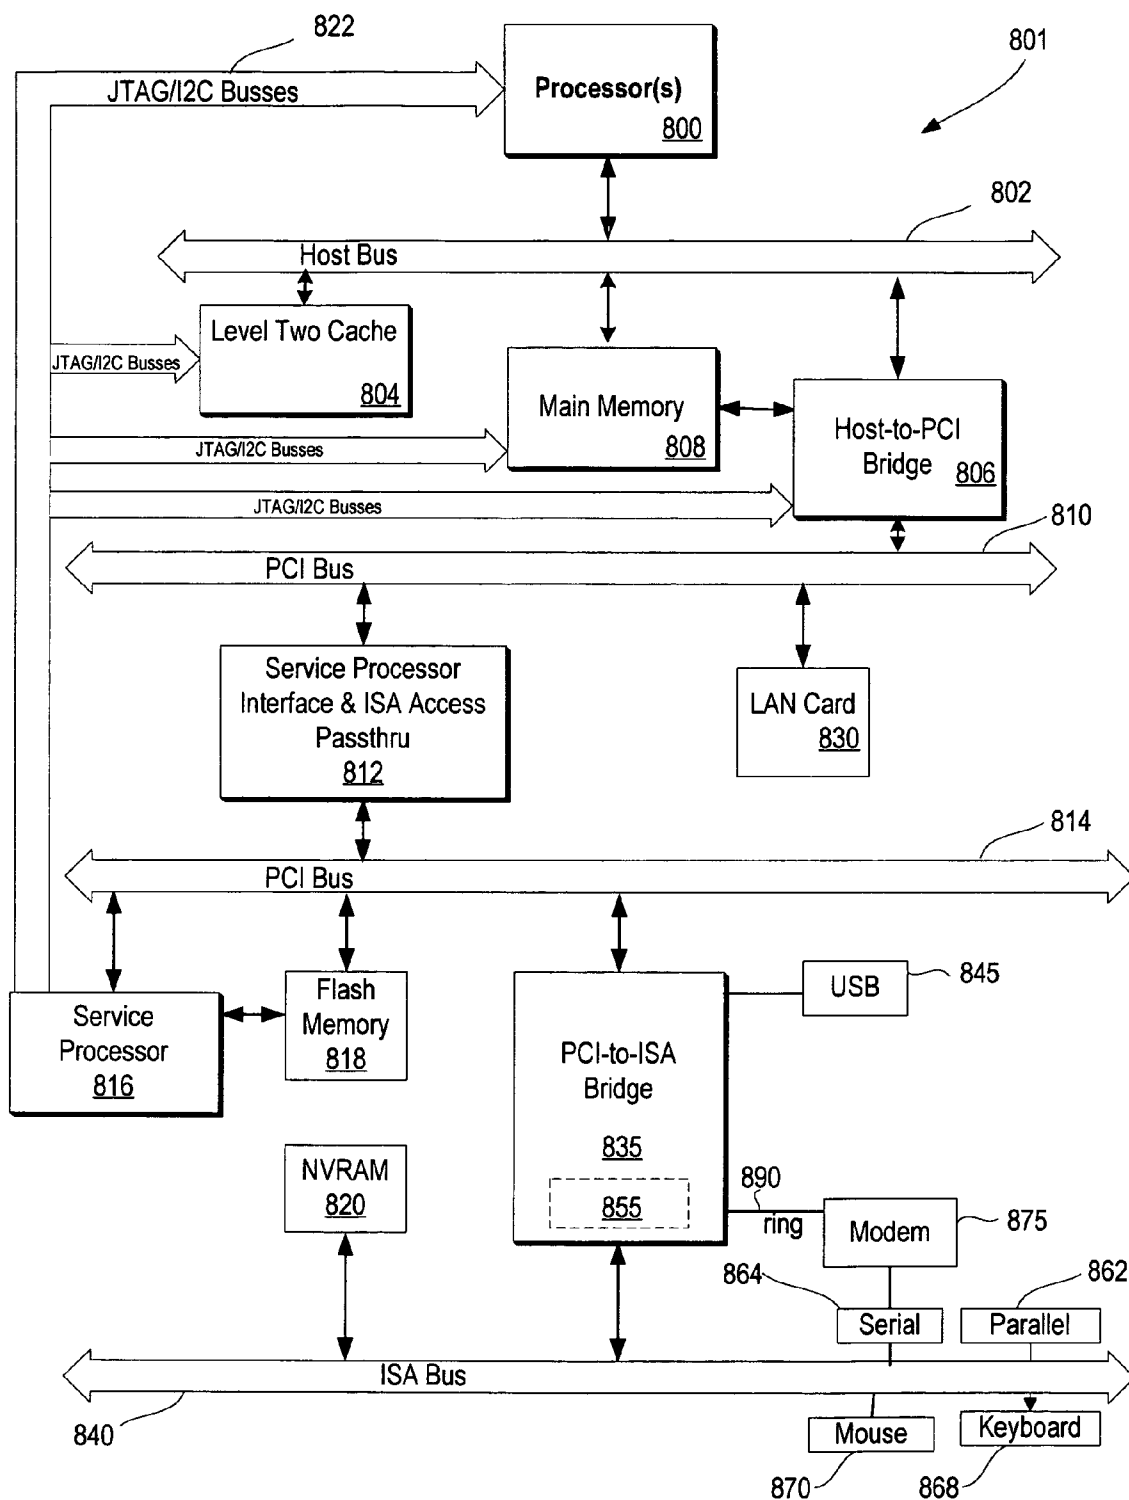 822
801
JTAG/I2C Busses
Processor(s)
800
802
Host Bus
Level Two Cache
804
JTAG/I2C Busses
Main Memory
808
Host-to-PCI
Bridge
806
JTAG/I2C Busses
JTAG/I2C Busses
810
PCI Bus
Service Processor
Interface & ISA Access
Passthru
812
LAN Card
830
814
PCI Bus
Service
Processor
816
Flash
Memory
818
PCI-to-ISA
Bridge
835
855
USB
845
NVRAM
820
890
ring
Modem
875
864
862
Serial
Parallel
ISA Bus
840
Mouse
Keyboard
870
868